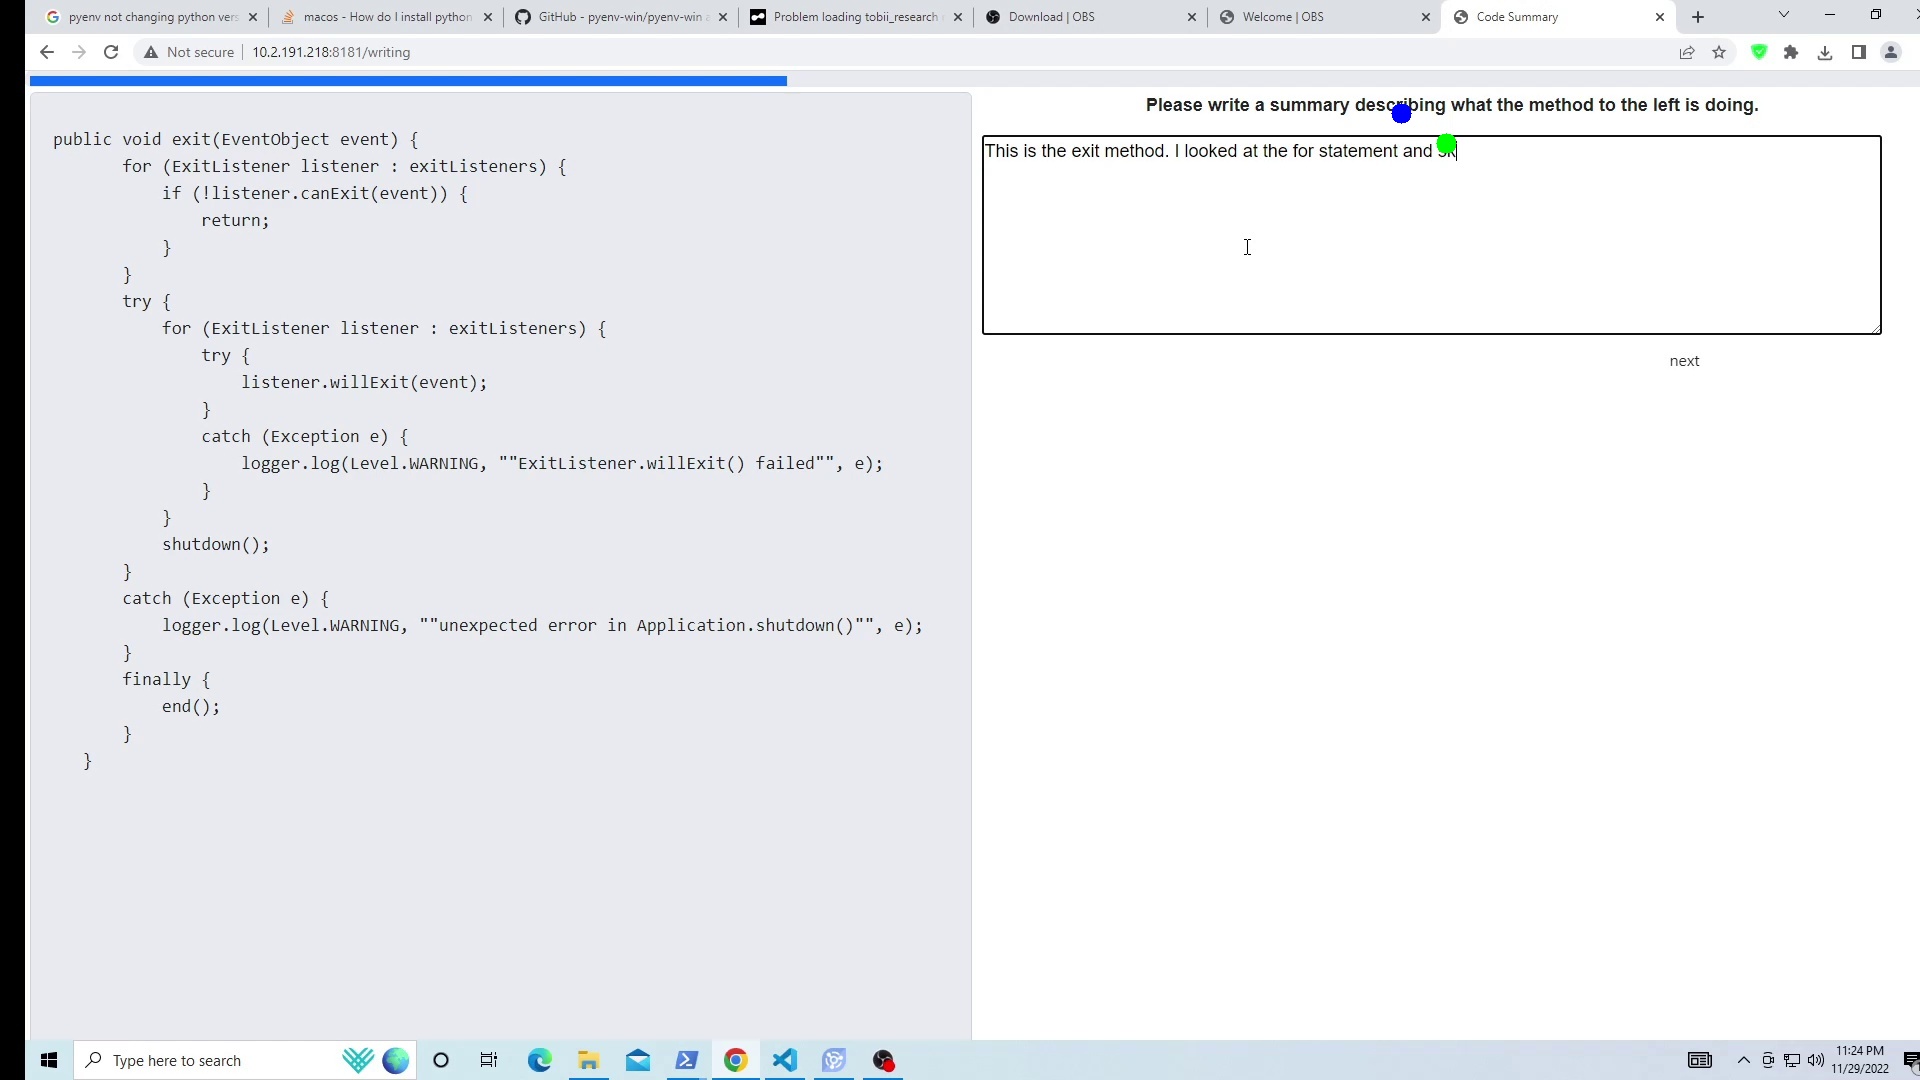 pyenv not changing python vers
macos - How do I install python
GitHub - pyenv-win/pyenv-win
Problem loading tobii_research
Download | OBS
Welcome | OBS
Code Summary
Not secure
10.2.191.218:8181/writing
Please write a summary describing what the method to the left is doing.
public void exit(EventObject event) {
for (ExitListener listener : exitListeners) {
if (!listener.canExit(event)) {
return;
}
}
try {
for (ExitListener listener : exitListeners) {
try {
listener.willExit(event);
}
catch (Exception e) {
logger.log(Level.WARNING, ""ExitListener.willExit() failed"", e);
}
}
shutdown();
}
catch (Exception e) {
logger.log(Level.WARNING, ""unexpected error in Application.shutdown()"", e);
}
finally {
end();
}
}
This is the exit method. I looked at the for statement and sk
next
Type here to search
11:24 PM
11/29/2022